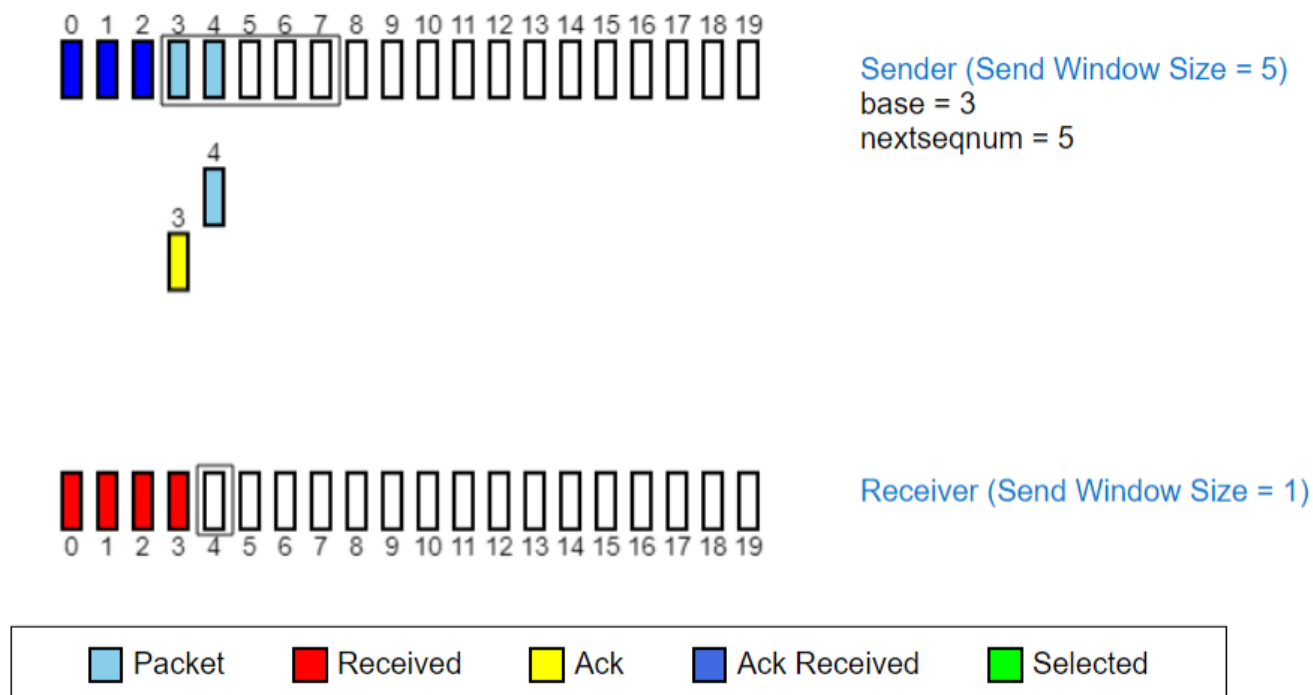 0 1 2 3 4 5 6 7 8 9 10 11 12 13 14 15 16 17 18 19
Sender (Send Window Size = 5)
base = 3
nextseqnum = 5
4
3
Receiver (Send Window Size = 1)
0 1 2 3 4 5 6 7 8 9 10 11 12 13 14 15 16 17 18 19
Packet Received Ack Ack Received Selected